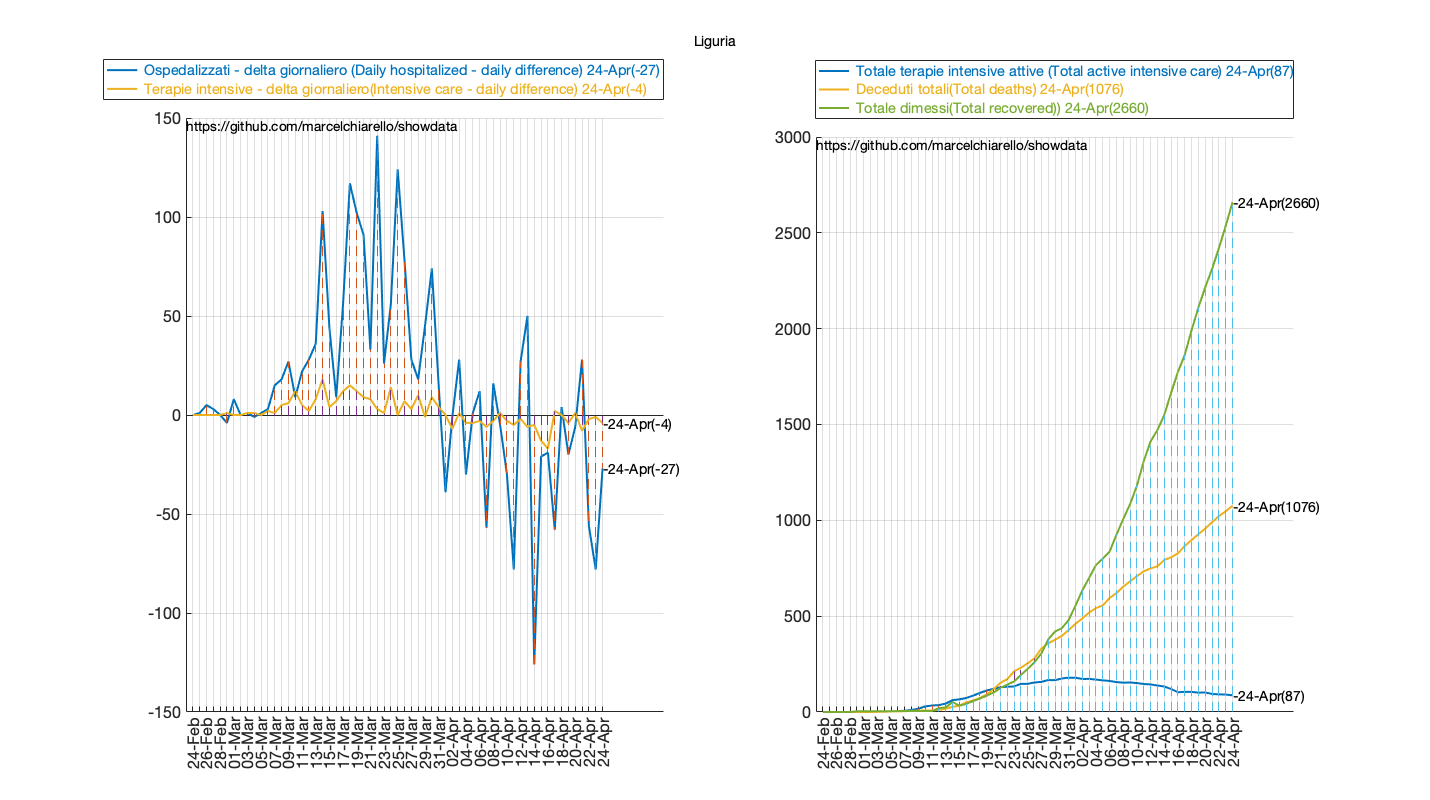 Liguria
Ospedalizzati - delta giornaliero (Daily hospitalized - daily difference) 24-Apr(-27)
Terapie intensive - delta giornaliero(Intensive care - daily difference) 24-Apr(-4)
https://github.com/marcelchiarello/showdata
150
100
50
0
-50
-100
-150
-24-Apr(-4)
-24-Apr(-27)
24-Feb
26-Feb
28-Feb
01-Mar
03-Mar
05-Mar
07-Mar
09-Mar
11-Mar
13-Mar
15-Mar
17-Mar
19-Mar
21-Mar
23-Mar
25-Mar
27-Mar
29-Mar
31-Mar
02-Apr
04-Apr
06-Apr
08-Apr
10-Apr
12-Apr
14-Apr
16-Apr
18-Apr
20-Apr
22-Apr
24-Apr
Totale terapie intensive attive (Total active intensive care) 24-Apr(87)
Deceduti totali(Total deaths) 24-Apr(1076)
Totale dimessi(Total recovered)) 24-Apr(2660)
https://github.com/marcelchiarello/showdata
3000
2500
2000
1500
1000
500
0
-24-Apr(2660)
-24-Apr(1076)
-24-Apr(87)
24-Feb
26-Feb
28-Feb
01-Mar
03-Mar
05-Mar
07-Mar
09-Mar
11-Mar
13-Mar
15-Mar
17-Mar
19-Mar
21-Mar
23-Mar
25-Mar
27-Mar
29-Mar
31-Mar
02-Apr
04-Apr
06-Apr
08-Apr
10-Apr
12-Apr
14-Apr
16-Apr
18-Apr
20-Apr
22-Apr
24-Apr